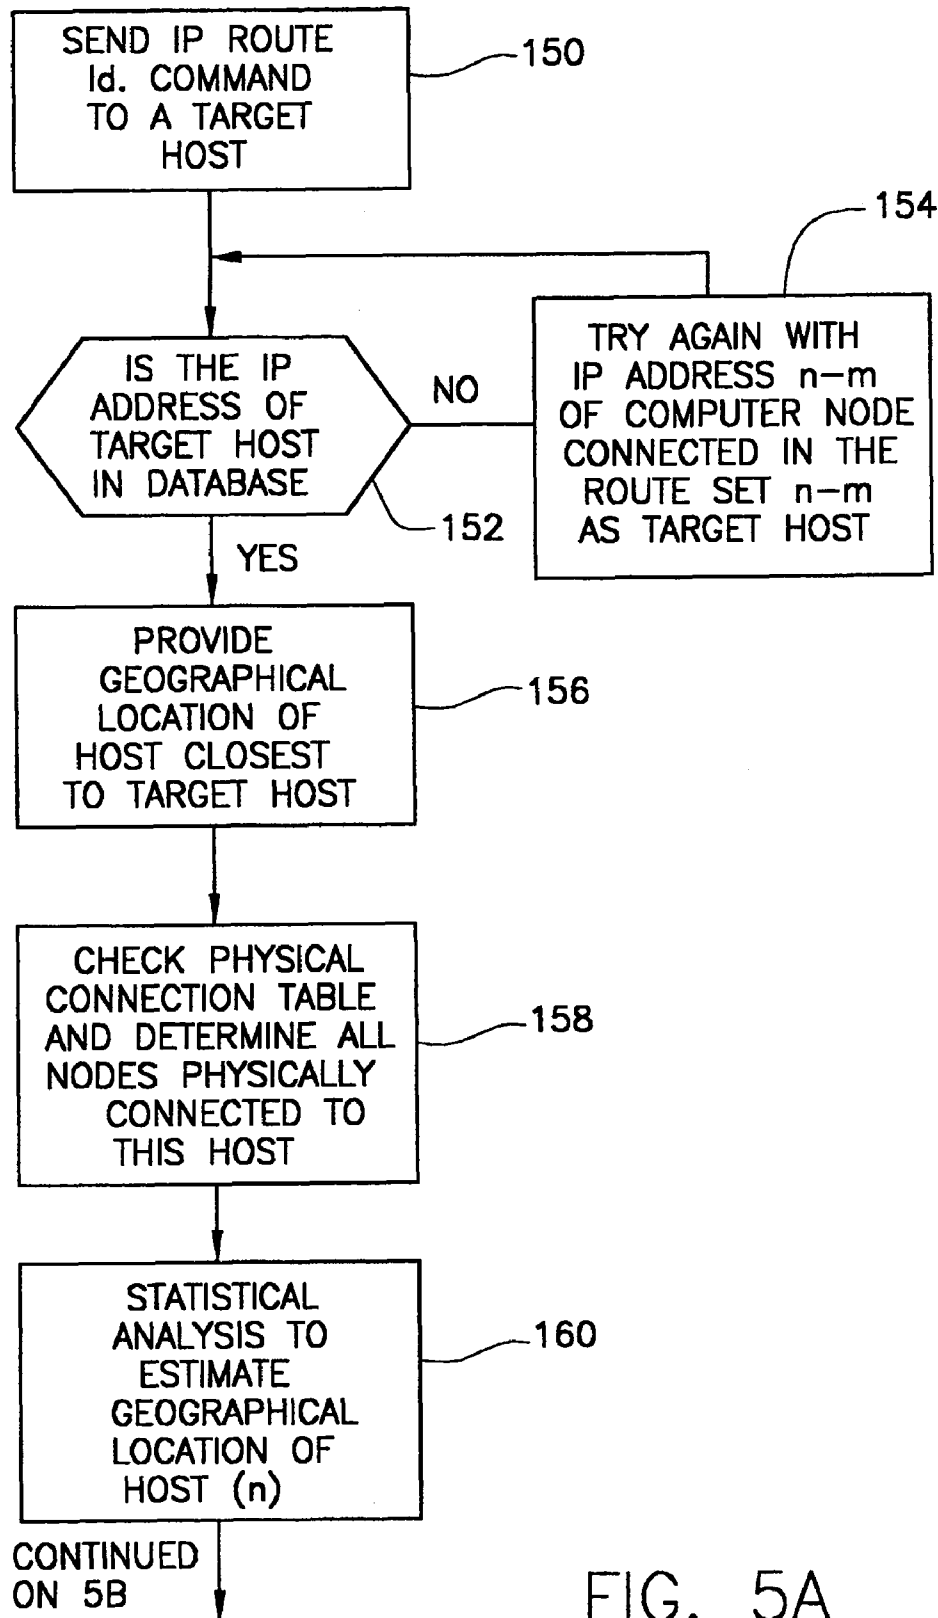 SEND IP ROUTE
Id. COMMAND
TO A TARGET
HOST
150
154
IS THE IP
ADDRESS OF
TARGET HOST
IN DATABASE
NO
152
YES
TRY AGAIN WITH
IP ADDRESS n-m
OF COMPUTER NODE
CONNECTED IN THE
ROUTE SET n-m
AS TARGET HOST
PROVIDE
GEOGRAPHICAL
LOCATION OF
HOST CLOSEST
TO TARGET HOST
156
CHECK PHYSICAL
CONNECTION TABLE
AND DETERMINE ALL
NODES PHYSICALLY
CONNECTED TO
THIS HOST
158
STATISTICAL
ANALYSIS TO
ESTIMATE
GEOGRAPHICAL
LOCATION OF
HOST (n)
160
CONTINUED
ON 5B
FIG. 5A